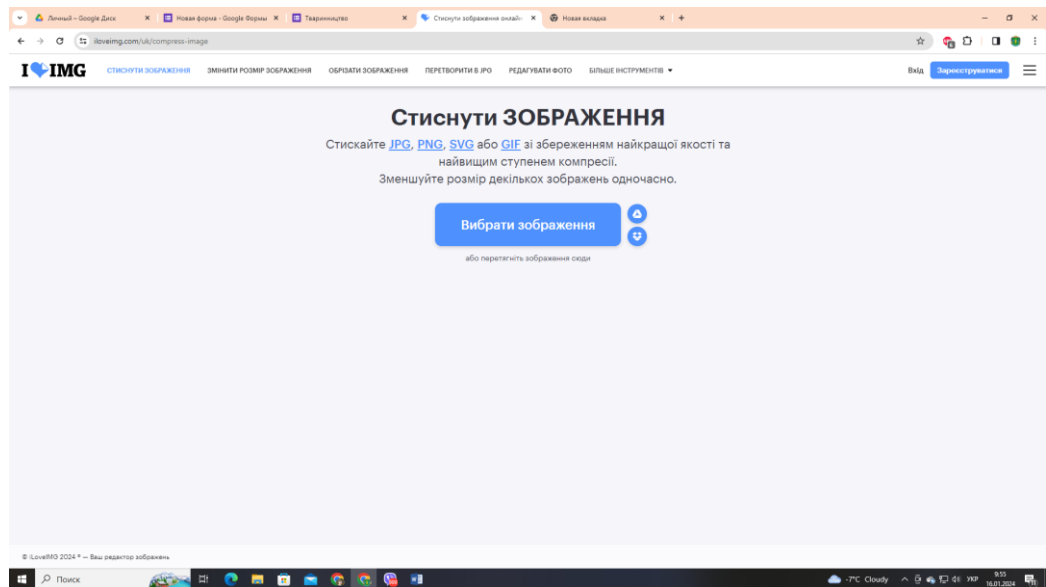 Личный – Google Диск
Новая форма - Google Формы
Тваринництво
Стиснути зображення онлайн
Новая вкладка
iloveimg.com/uk/compress-image
I IMG
СТИСНУТИ ЗОБРАЖЕННЯ
ЗМІНИТИ РОЗМІР ЗОБРАЖЕННЯ
ОБРІЗАТИ ЗОБРАЖЕННЯ
ПЕРЕТВОРИТИ В JPG
РЕДАГУВАТИ ФОТО
БІЛЬШЕ ІНСТРУМЕНТІВ
Вхід
Зареєструватися
Стиснути ЗОБРАЖЕННЯ
Стискайте JPG, PNG, SVG або GIF зі збереженням найкращої якості та
найвищим ступенем компресії.
Зменшуйте розмір декількох зображень одночасно.
Вибрати зображення
або перетягніть зображення сюди
© iLoveIMG 2024 ® — Ваш редактор зображень
Поиск
-7°C Cloudy
УКР
9:55
16.01.2024